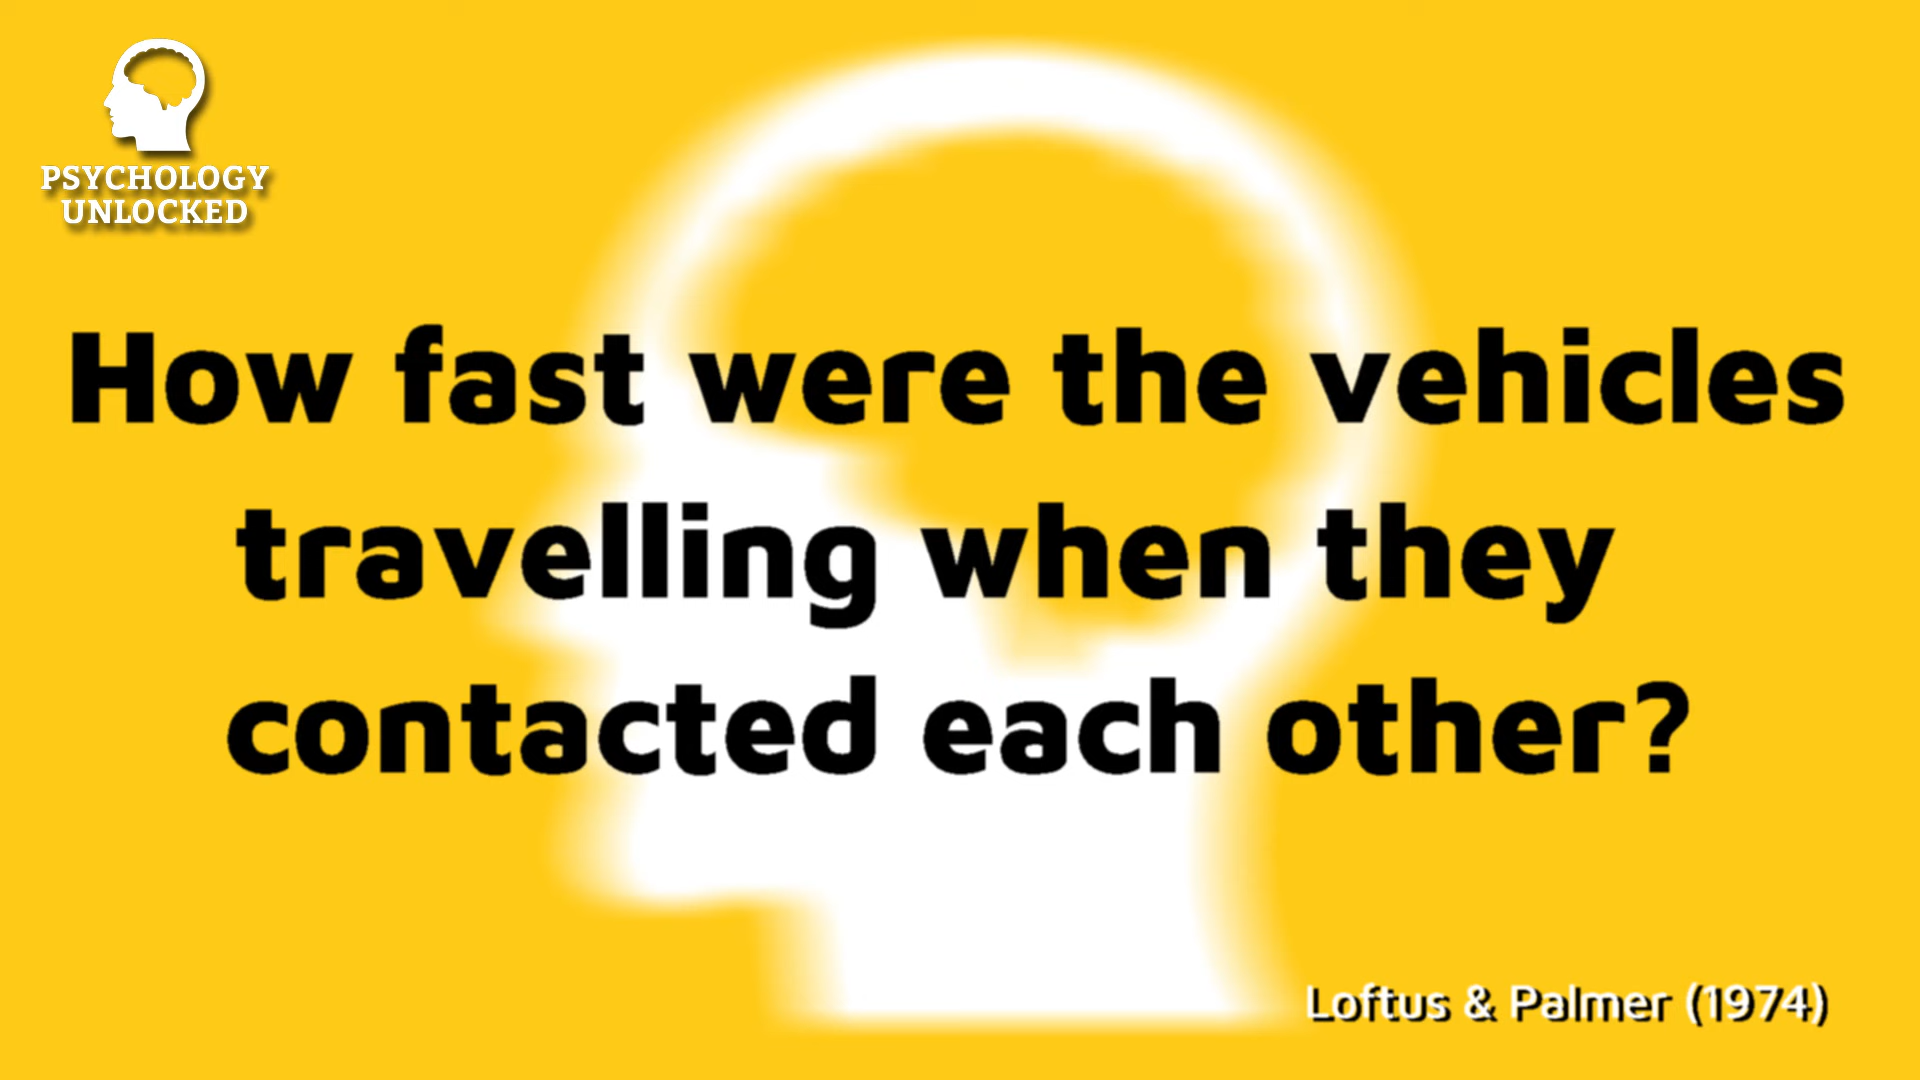 PSYCHOLOGY
UNLOCKED
How fast were the vehicles
travelling when they
contacted each other?
Loftus & Palmer (1974)